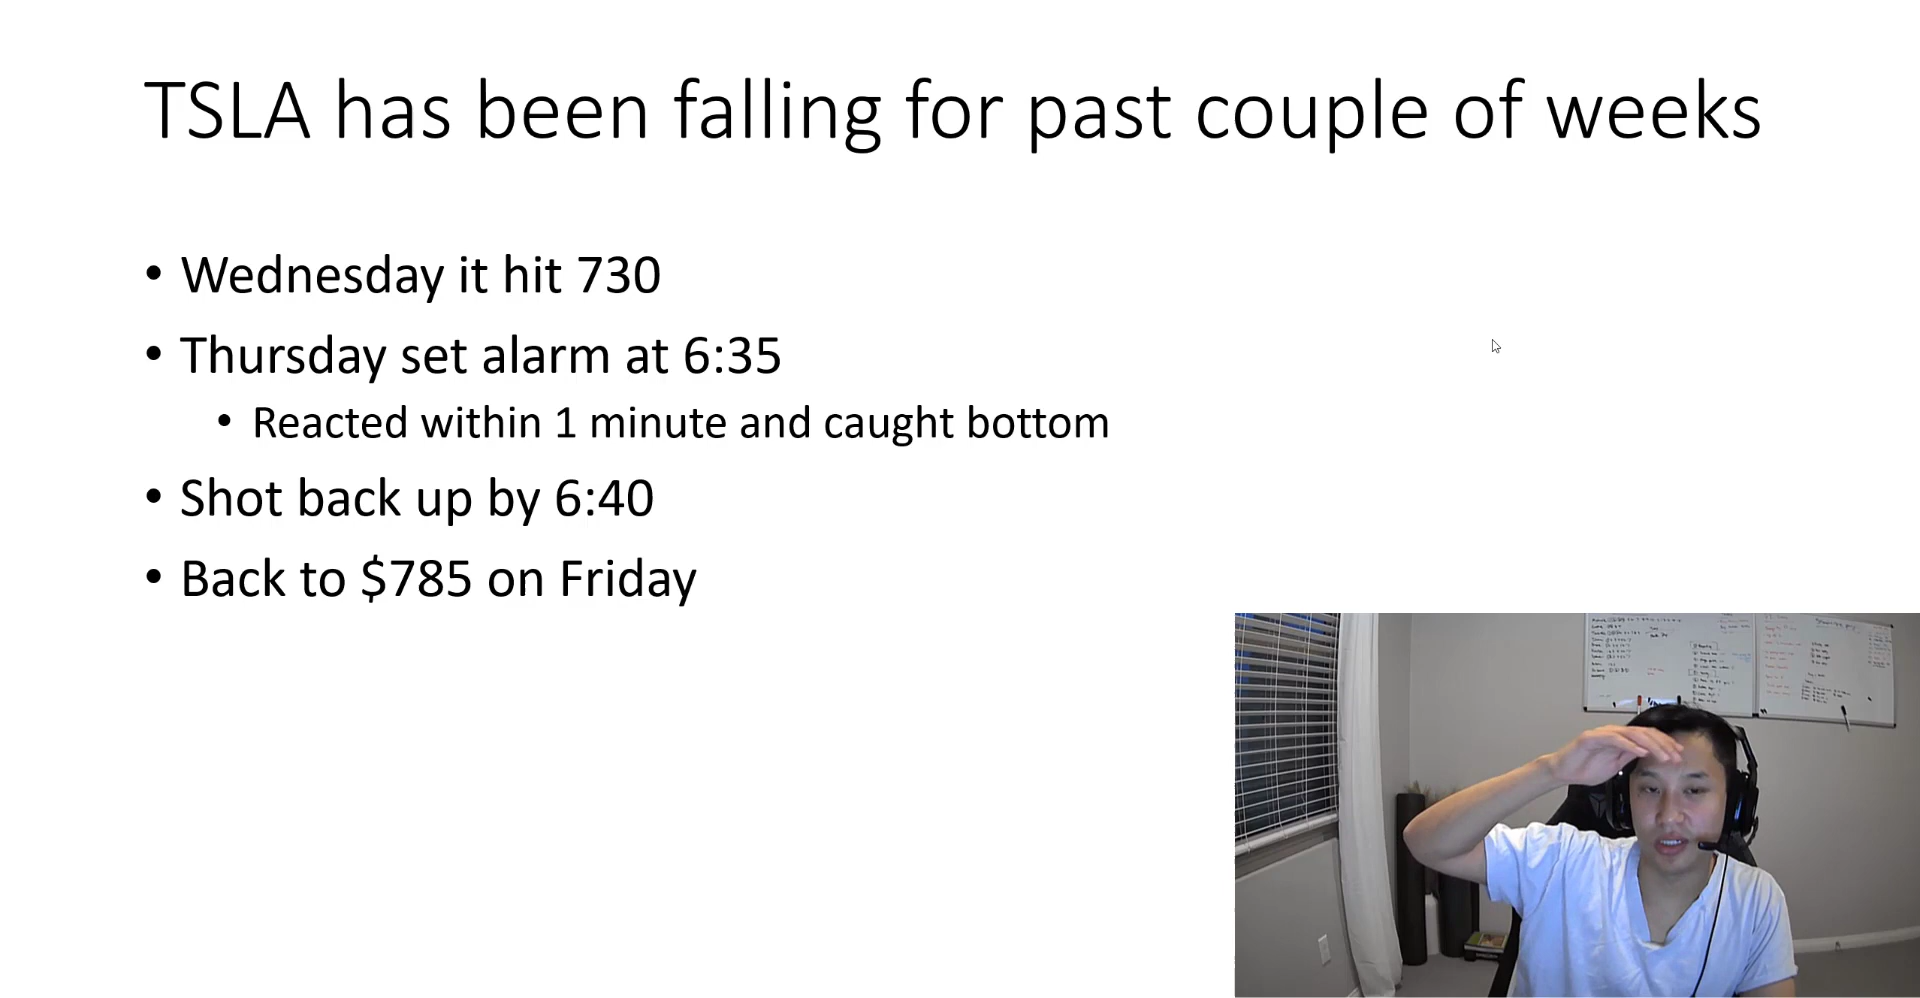 TSLA has been falling for past couple of weeks
• Wednesday it hit 730
• Thursday set alarm at 6:35
• Reacted within 1 minute and caught bottom
• Shot back up by 6:40
• Back to $785 on Friday